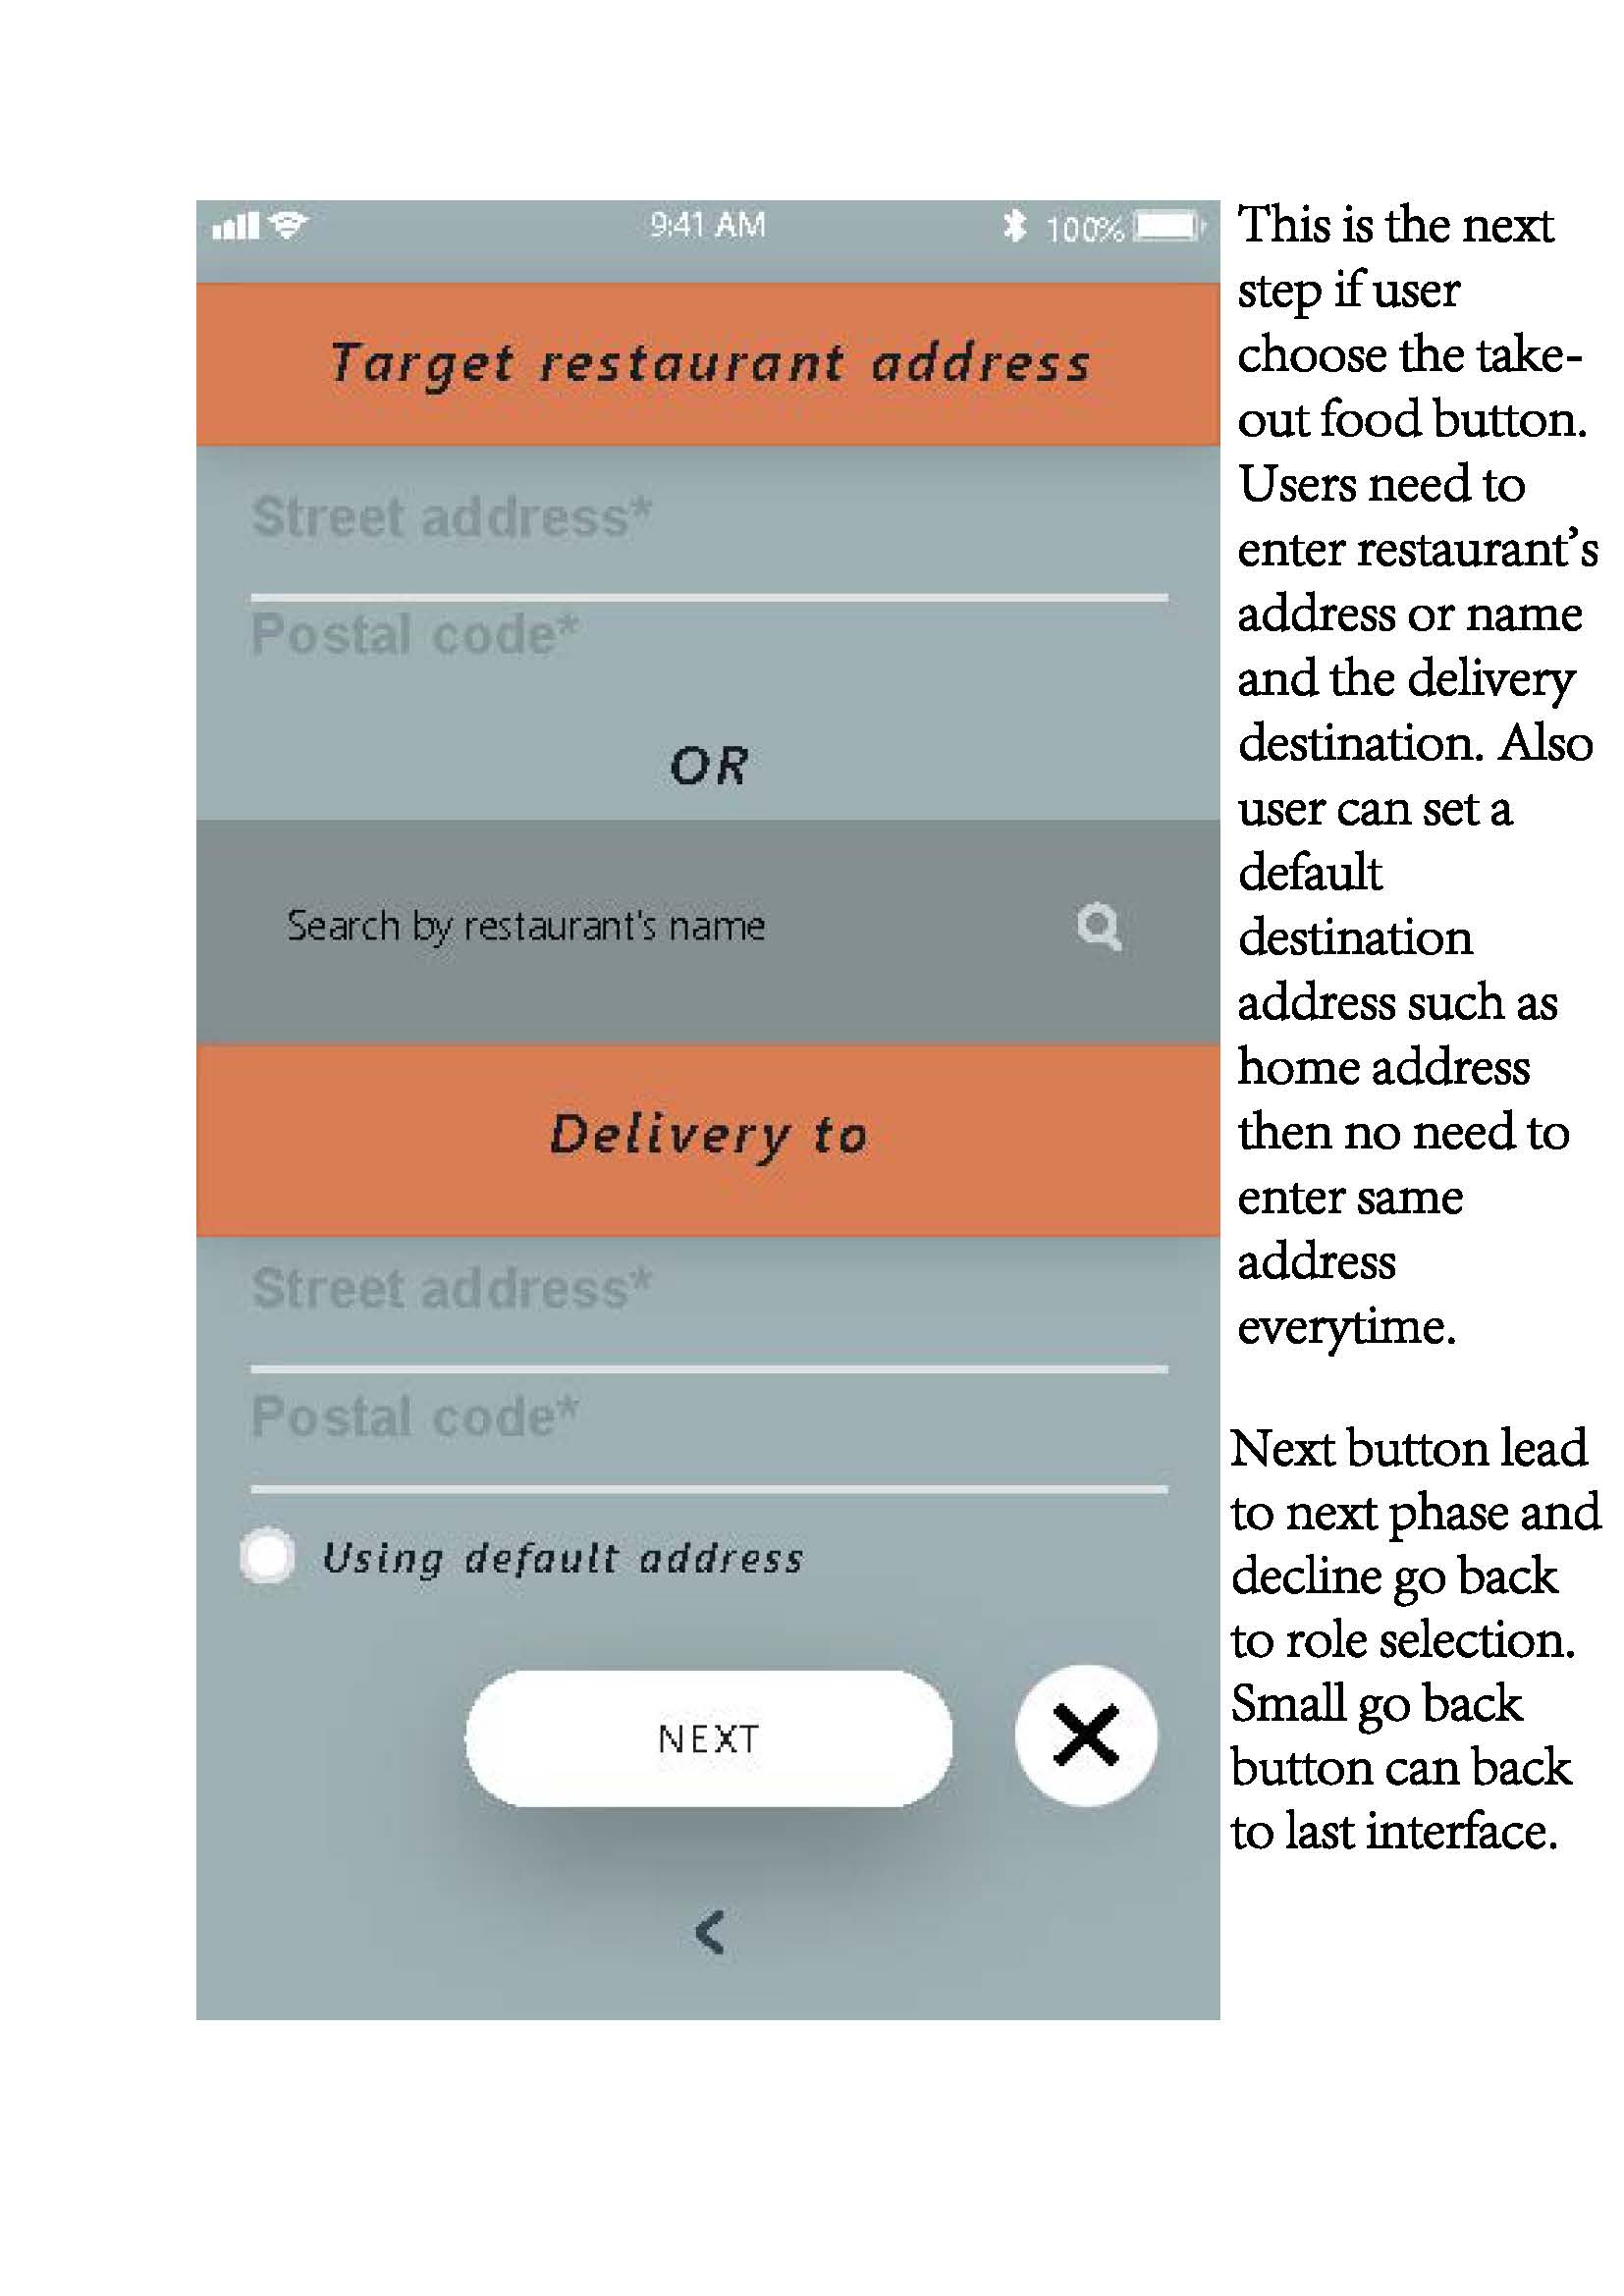 9:41 AM
100%
Target restaurant address
Street address*
Postal code*
OR
Search by restaurant's name
Delivery to
Street address*
Postal code*
Using default address
NEXT
This is the next
step if user
choose the take-
out food button.
Users need to
enter restaurant’s
address or name
and the delivery
destination. Also
user can set a
default
destination
address such as
home address
then no need to
enter same
address
everytime.
Next button lead
to next phase and
decline go back
to role selection.
Small go back
button can back
to last interface.